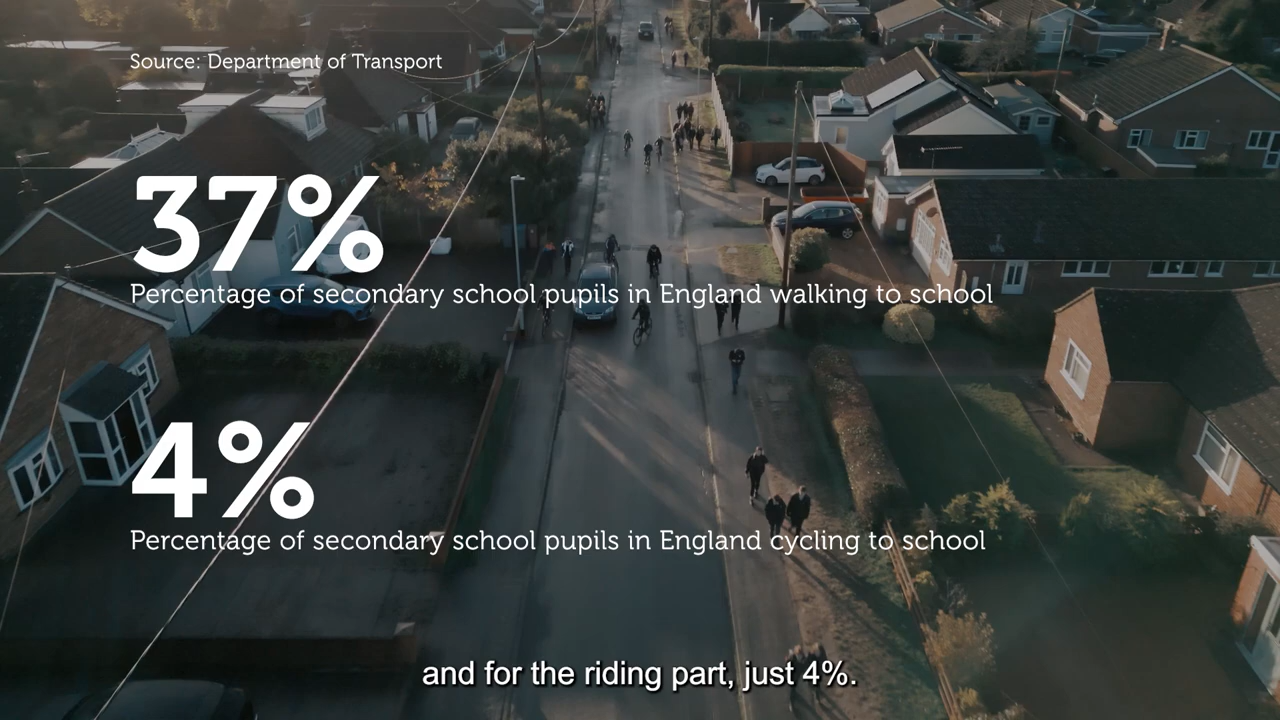 Source: Department of Transport
37%
Percentage of secondary school pupils in England walking to school
4%
Percentage of secondary school pupils in England cycling to school
and for the riding part, just 4%.